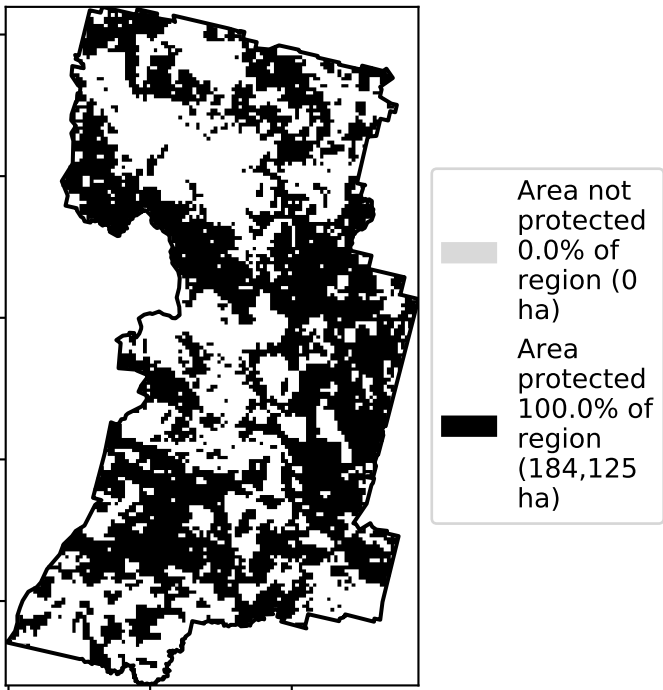 Area not
protected
0.0% of
region (0
ha)
Area
protected
100.0% of
region
(184,125
ha)